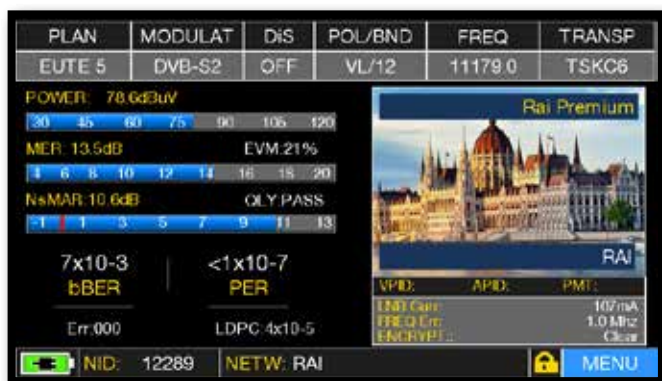 PLAN MODULAT DiS POL/BND FREQ TRANSP
EUTE 5 DVB-S2 OFF VL/12 11179.0 TSKC6
POWER: 78,6dBuV
30 45 60 75 90 105 120
MER: 13.5dB EVM:21%
4 6 8 10 12 14 16 18 20
NsMAR:10.6dB QLY:PASS
-1 1 3 5 7 9 11 13
7x10-3 <1x10-7
bBER PER
Err:000 LDPC:4x10-5
Rai Premium
RAI
VPID: APID: PMT:
LNB Curr: 107mA
FREQ Err: 1.0 Mhz
ENCRYPT.: Clear
NID: 12289 NETW: RAI MENU